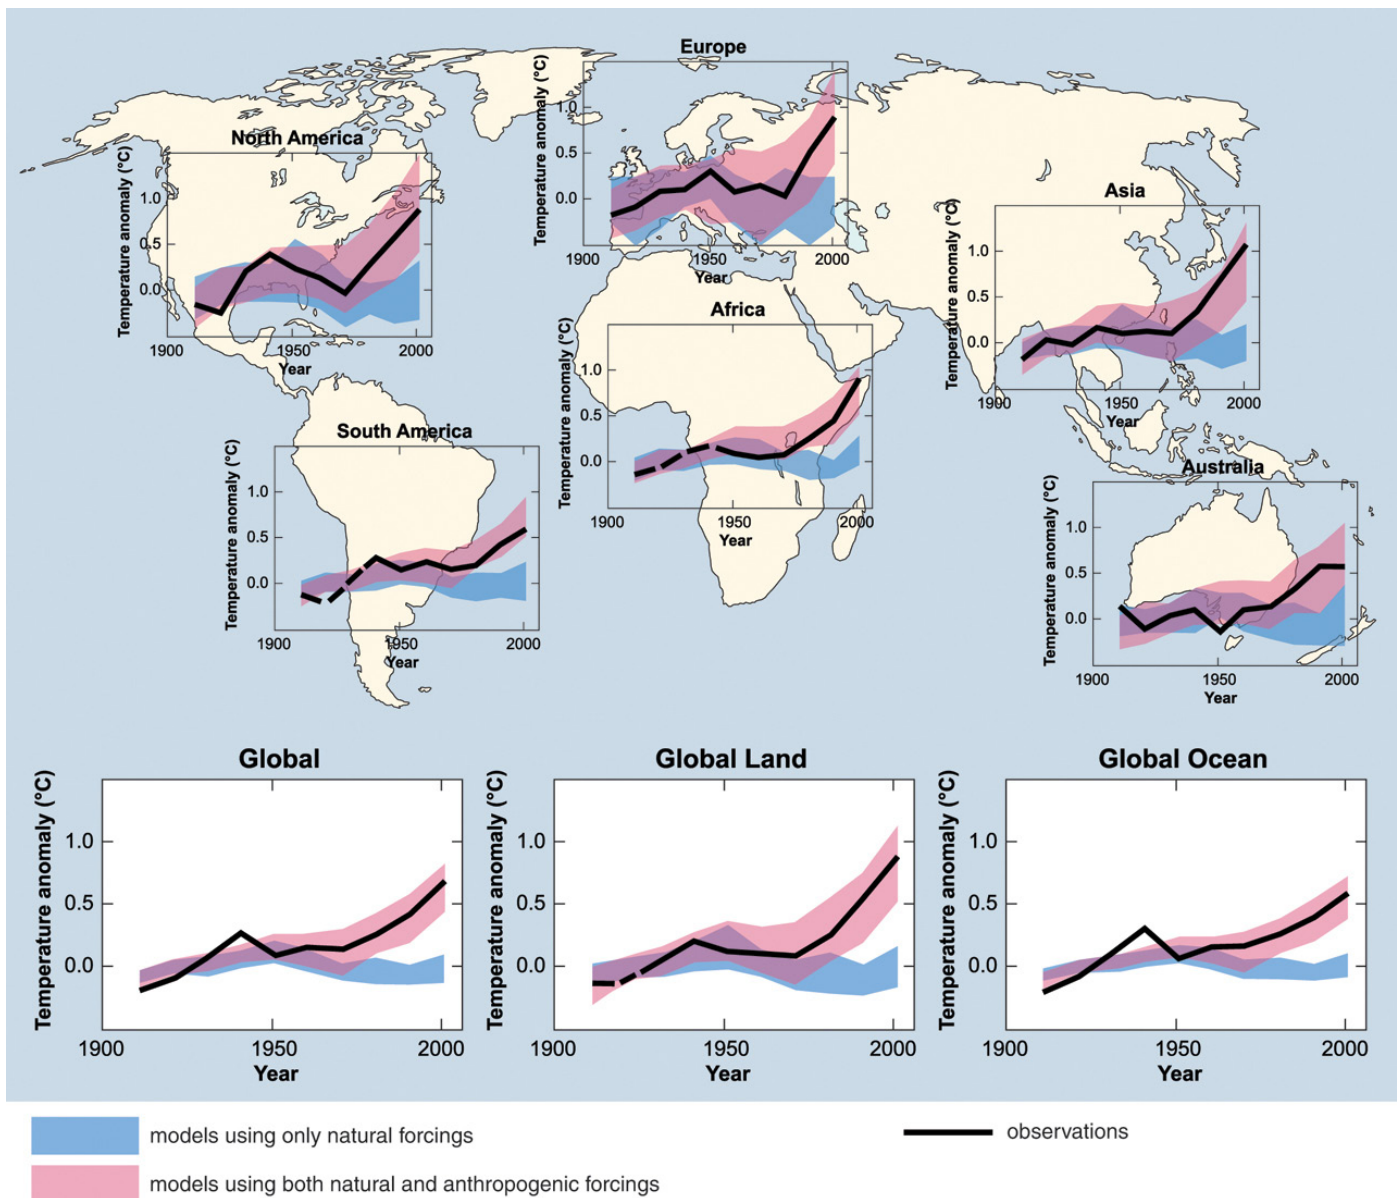 Europe
Temperature anomaly (°C)
1.0
0.5
0.0
1900
1950
2000
Year
North America
Temperature anomaly (°C)
1.0
0.5
0.0
1900
1950
2000
Year
Asia
Temperature anomaly (°C)
1.0
0.5
0.0
1900
1950
2000
Year
Africa
Temperature anomaly (°C)
1.0
0.5
0.0
1900
1950
2000
Year
South America
Temperature anomaly (°C)
1.0
0.5
0.0
1900
1950
2000
Year
Australia
Temperature anomaly (°C)
1.0
0.5
0.0
1900
1950
2000
Year
Global
Temperature anomaly (°C)
1.0
0.5
0.0
1900
1950
2000
Year
Global Land
Temperature anomaly (°C)
1.0
0.5
0.0
1900
1950
2000
Year
Global Ocean
Temperature anomaly (°C)
1.0
0.5
0.0
1900
1950
2000
Year
models using only natural forcings
observations
models using both natural and anthropogenic forcings